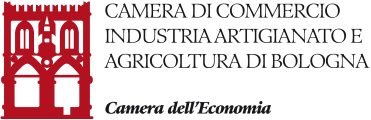 CAMERA DI COMMERCIO
INDUSTRIA ARTIGIANATO E
AGRICOLTURA DI BOLOGNA
Camera dell'Economia